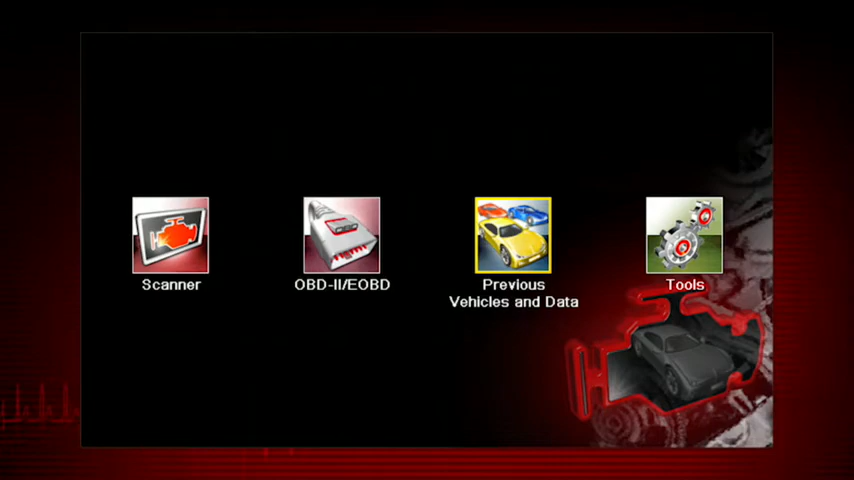 Scanner
OBD-II/EOBD
Previous
Vehicles and Data
Tools